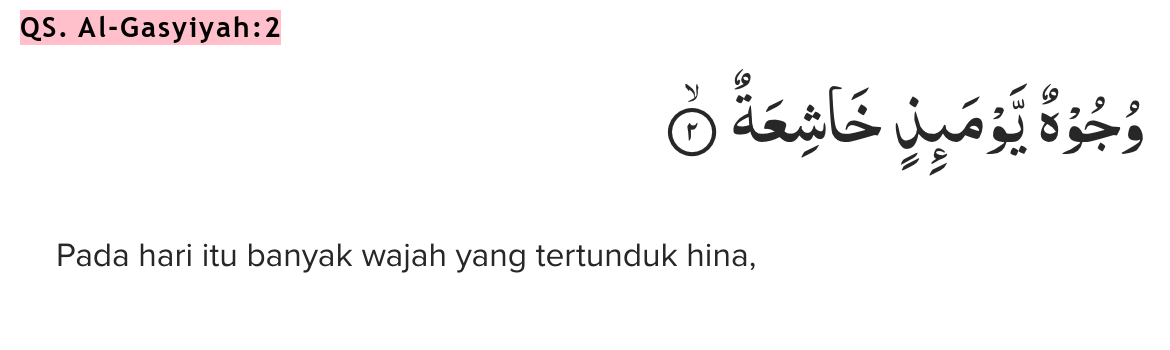 QS. Al-Gasyiyah:2
وُجُوْهٌ يَّوْمَىِٕذٍ خَاشِعَةٌ ۙ ٢
Pada hari itu banyak wajah yang tertunduk hina,